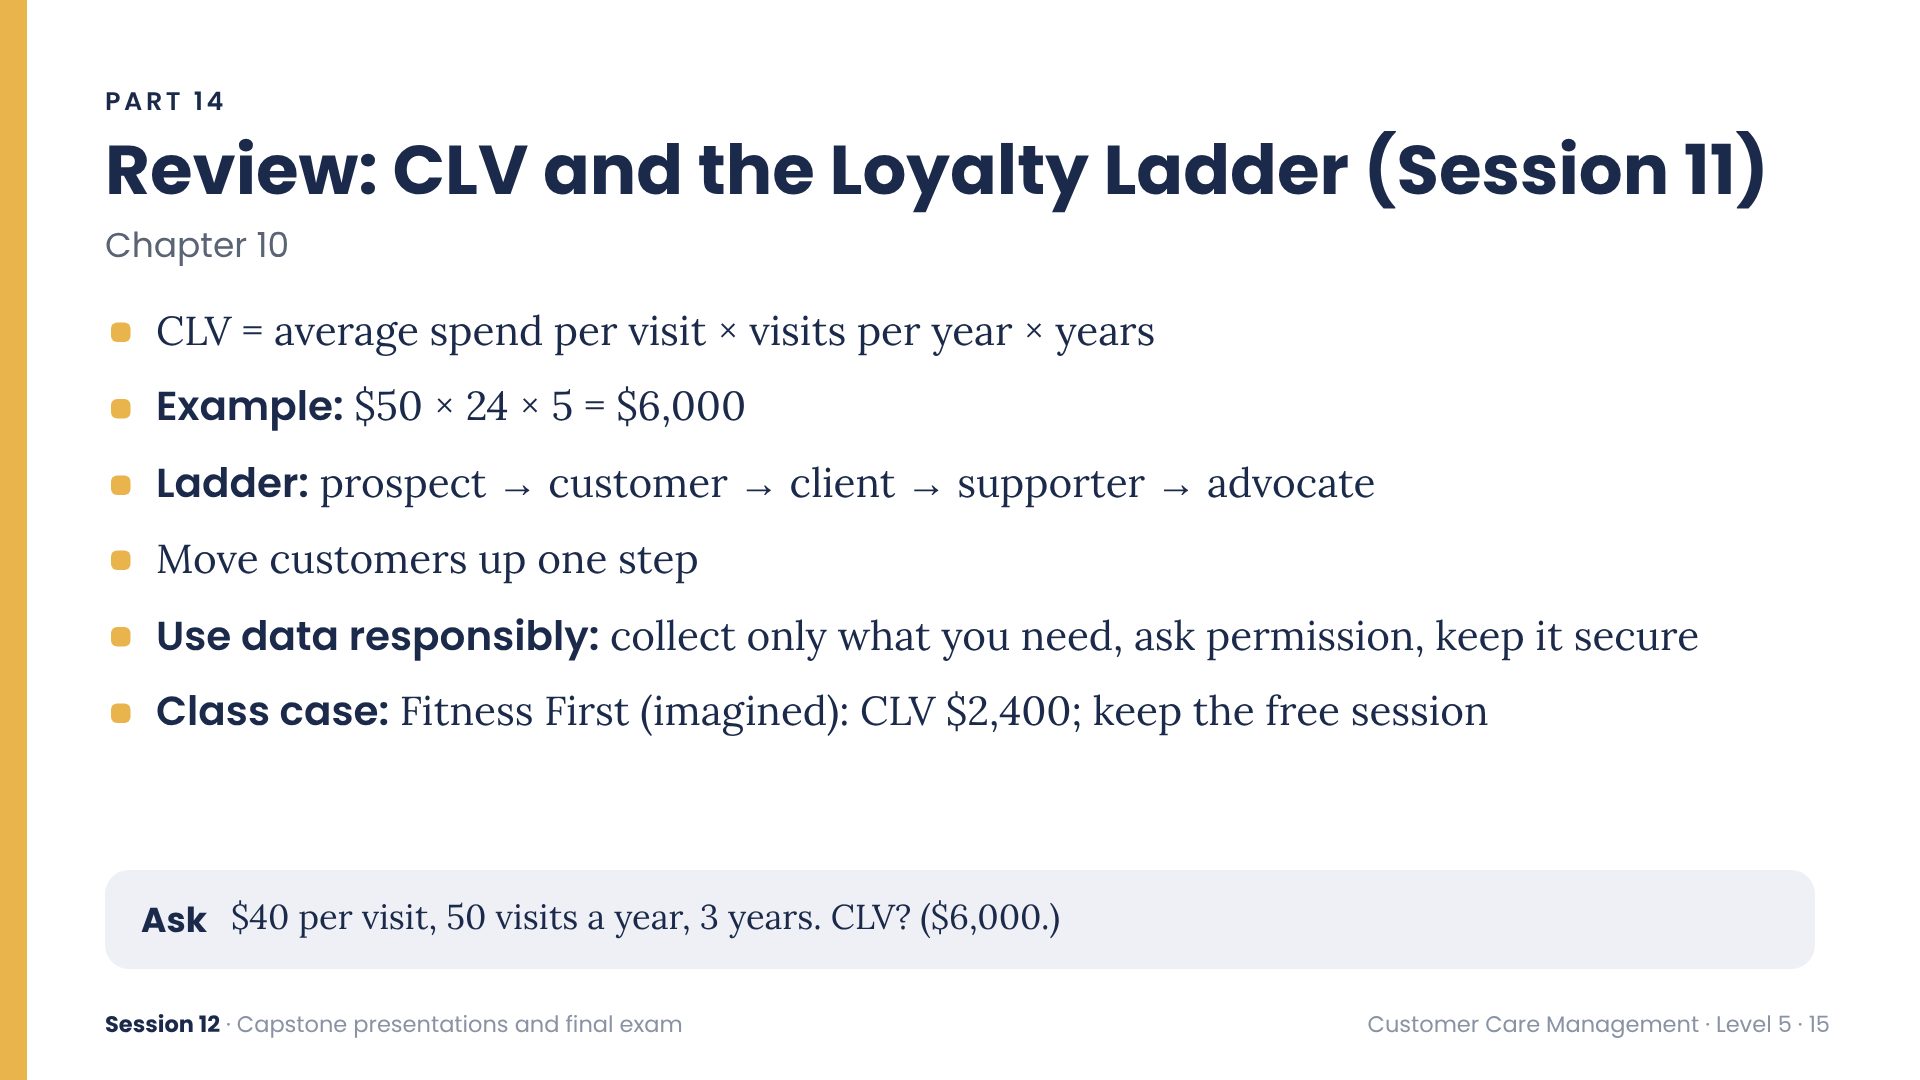 PART 14
Review: CLV and the Loyalty Ladder (Session 11)
Chapter 10
CLV = average spend per visit × visits per year × years
Example: $50 × 24 × 5 = $6,000
Ladder: prospect → customer → client → supporter → advocate
Move customers up one step
Use data responsibly: collect only what you need, ask permission, keep it secure
Class case: Fitness First (imagined): CLV $2,400; keep the free session
Ask $40 per visit, 50 visits a year, 3 years. CLV? ($6,000.)
Session 12 · Capstone presentations and final exam
Customer Care Management · Level 5 · 15